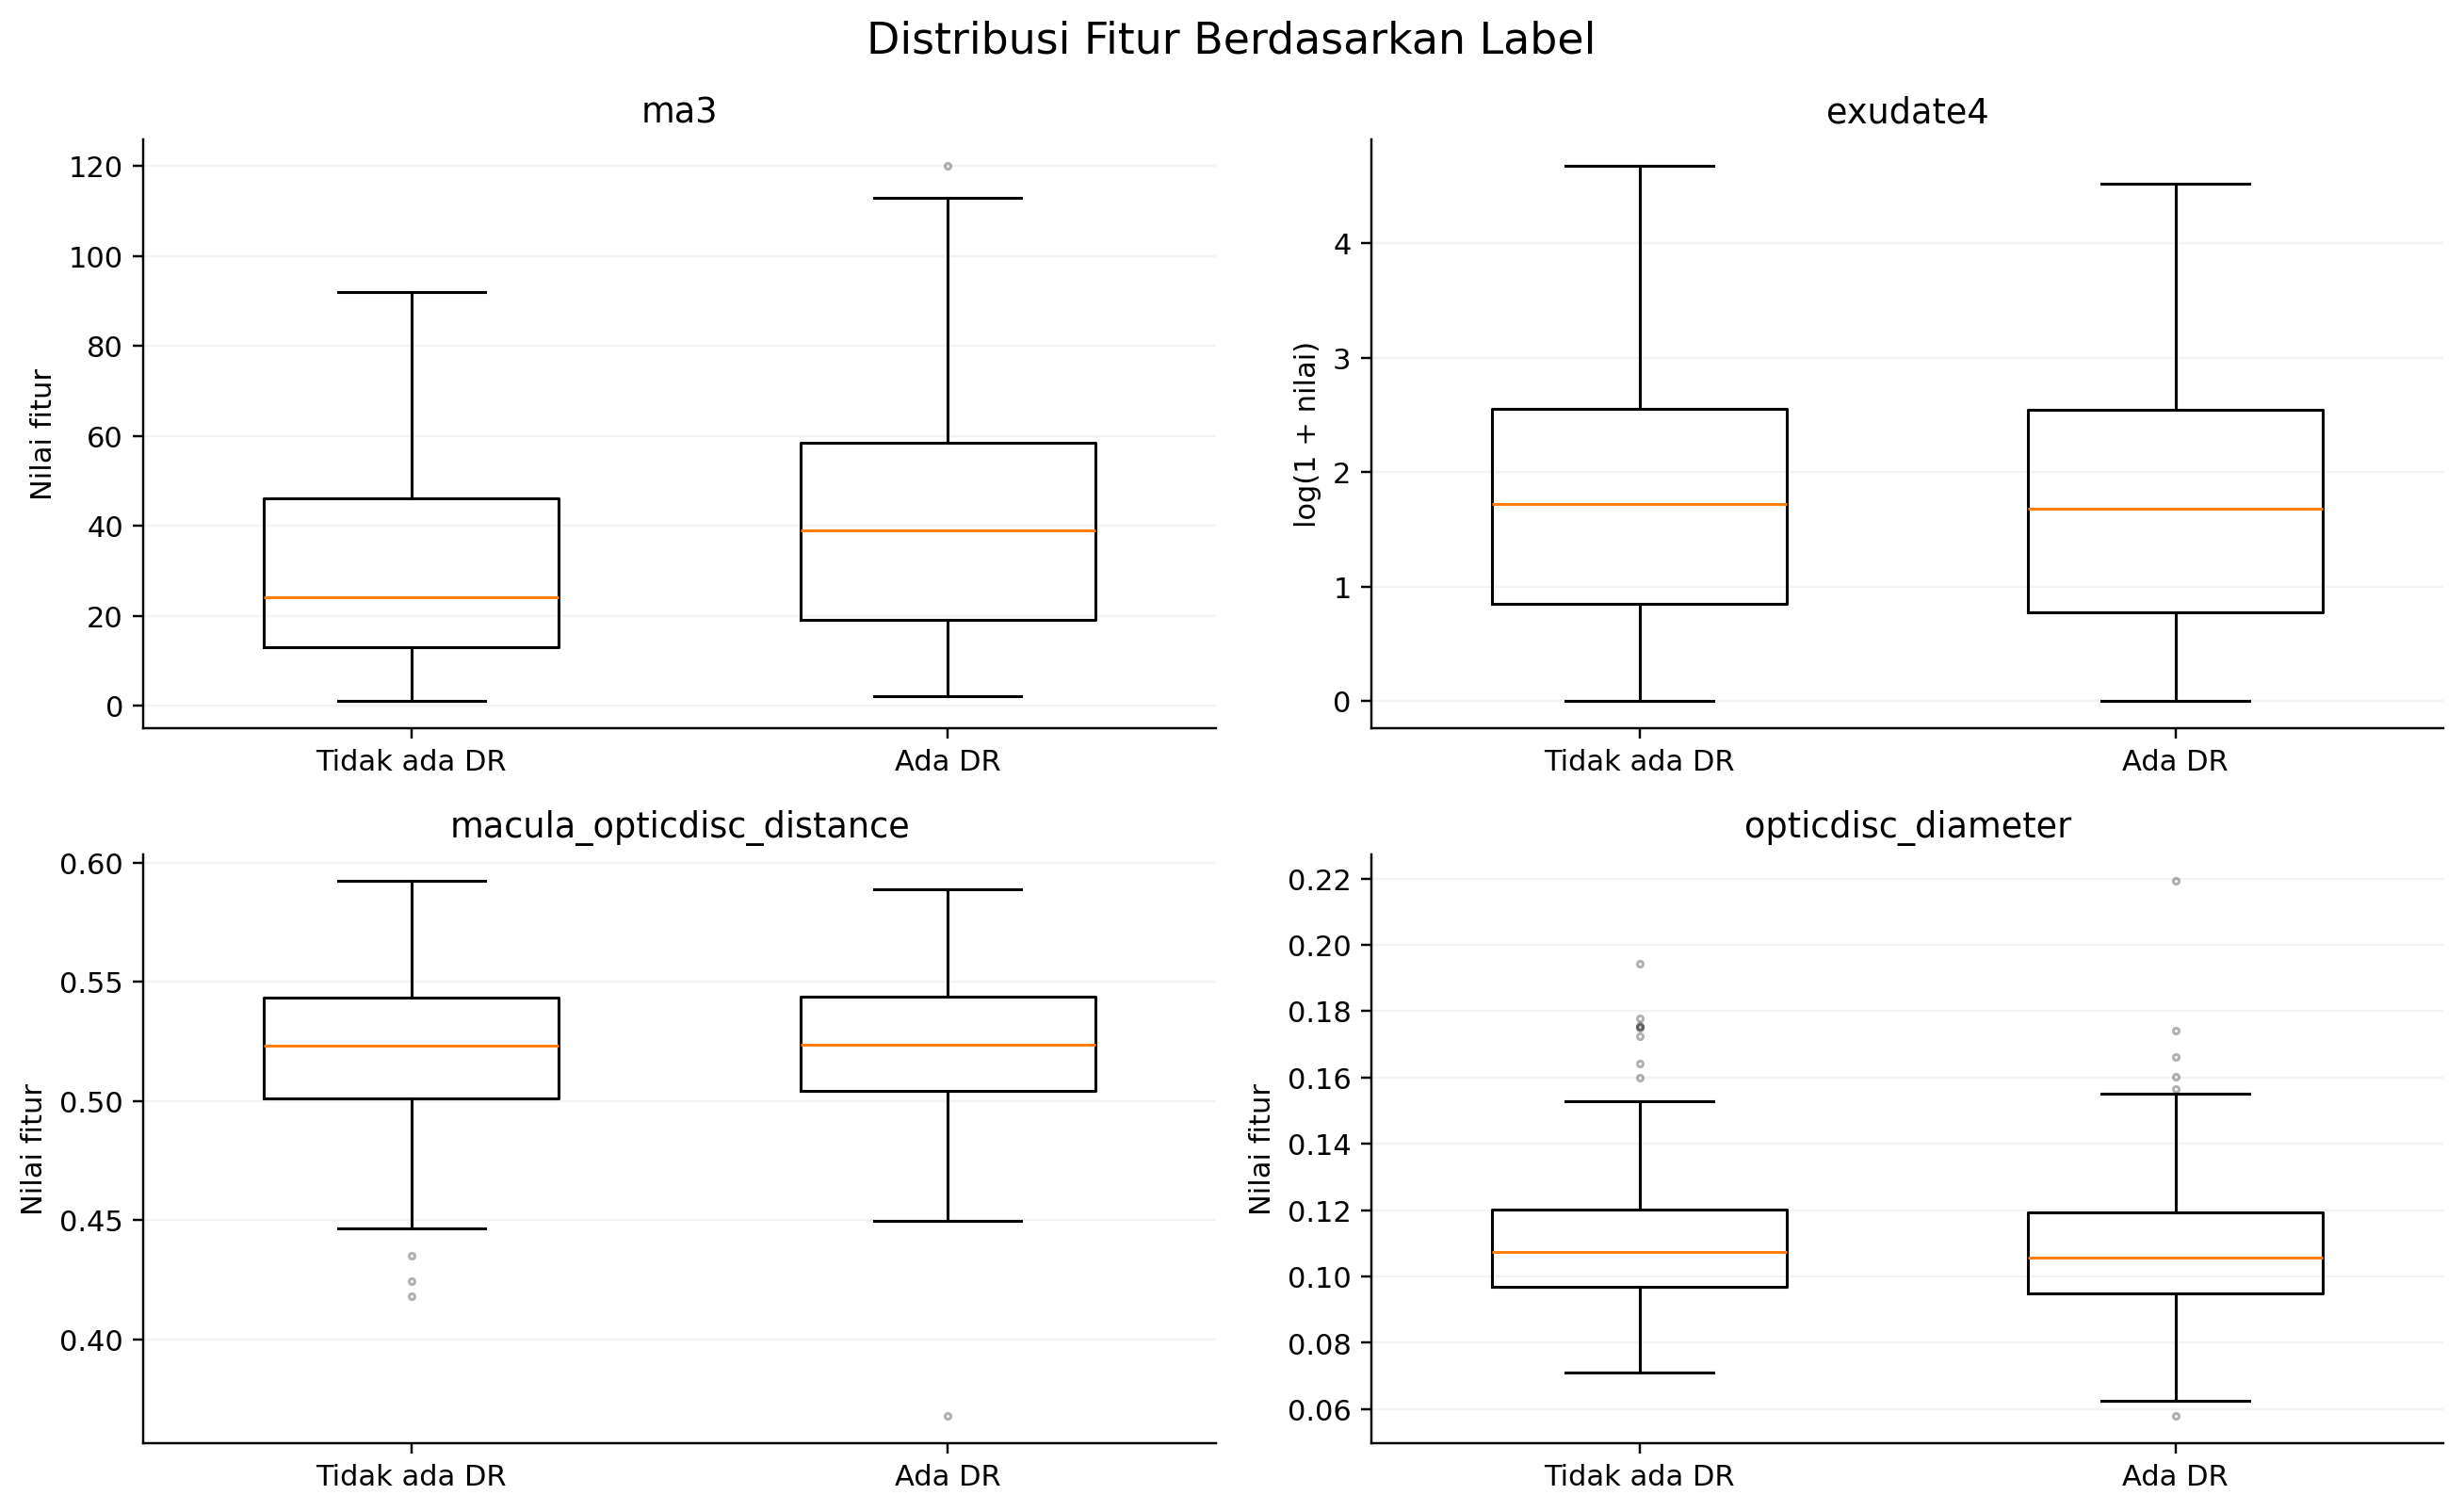 Distribusi Fitur Berdasarkan Label
ma3
Nilai fitur
120
100
80
60
40
20
0
Tidak ada DR
Ada DR
exudate4
log(1 + nilai)
4
3
2
1
0
Tidak ada DR
Ada DR
macula_opticdisc_distance
Nilai fitur
0.60
0.55
0.50
0.45
0.40
Tidak ada DR
Ada DR
opticdisc_diameter
Nilai fitur
0.22
0.20
0.18
0.16
0.14
0.12
0.10
0.08
0.06
Tidak ada DR
Ada DR